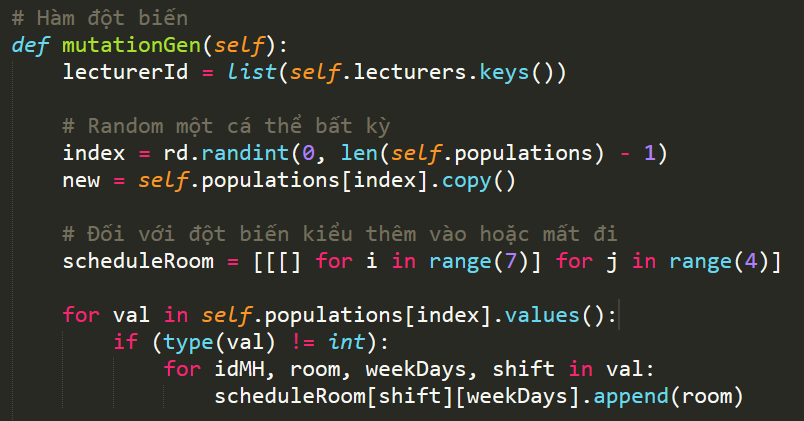 # Hàm đột biến
def mutationGen(self):
    lecturerId = list(self.lecturers.keys())
    # Random một cá thể bất kỳ
    index = rd.randint(0, len(self.populations) - 1)
    new = self.populations[index].copy()
    # Đối với đột biến kiểu thêm vào hoặc mất đi
    scheduleRoom = [[[] for i in range(7)] for j in range(4)]
    for val in self.populations[index].values():
        if (type(val) != int):
            for idMH, room, weekDays, shift in val:
                scheduleRoom[shift][weekDays].append(room)